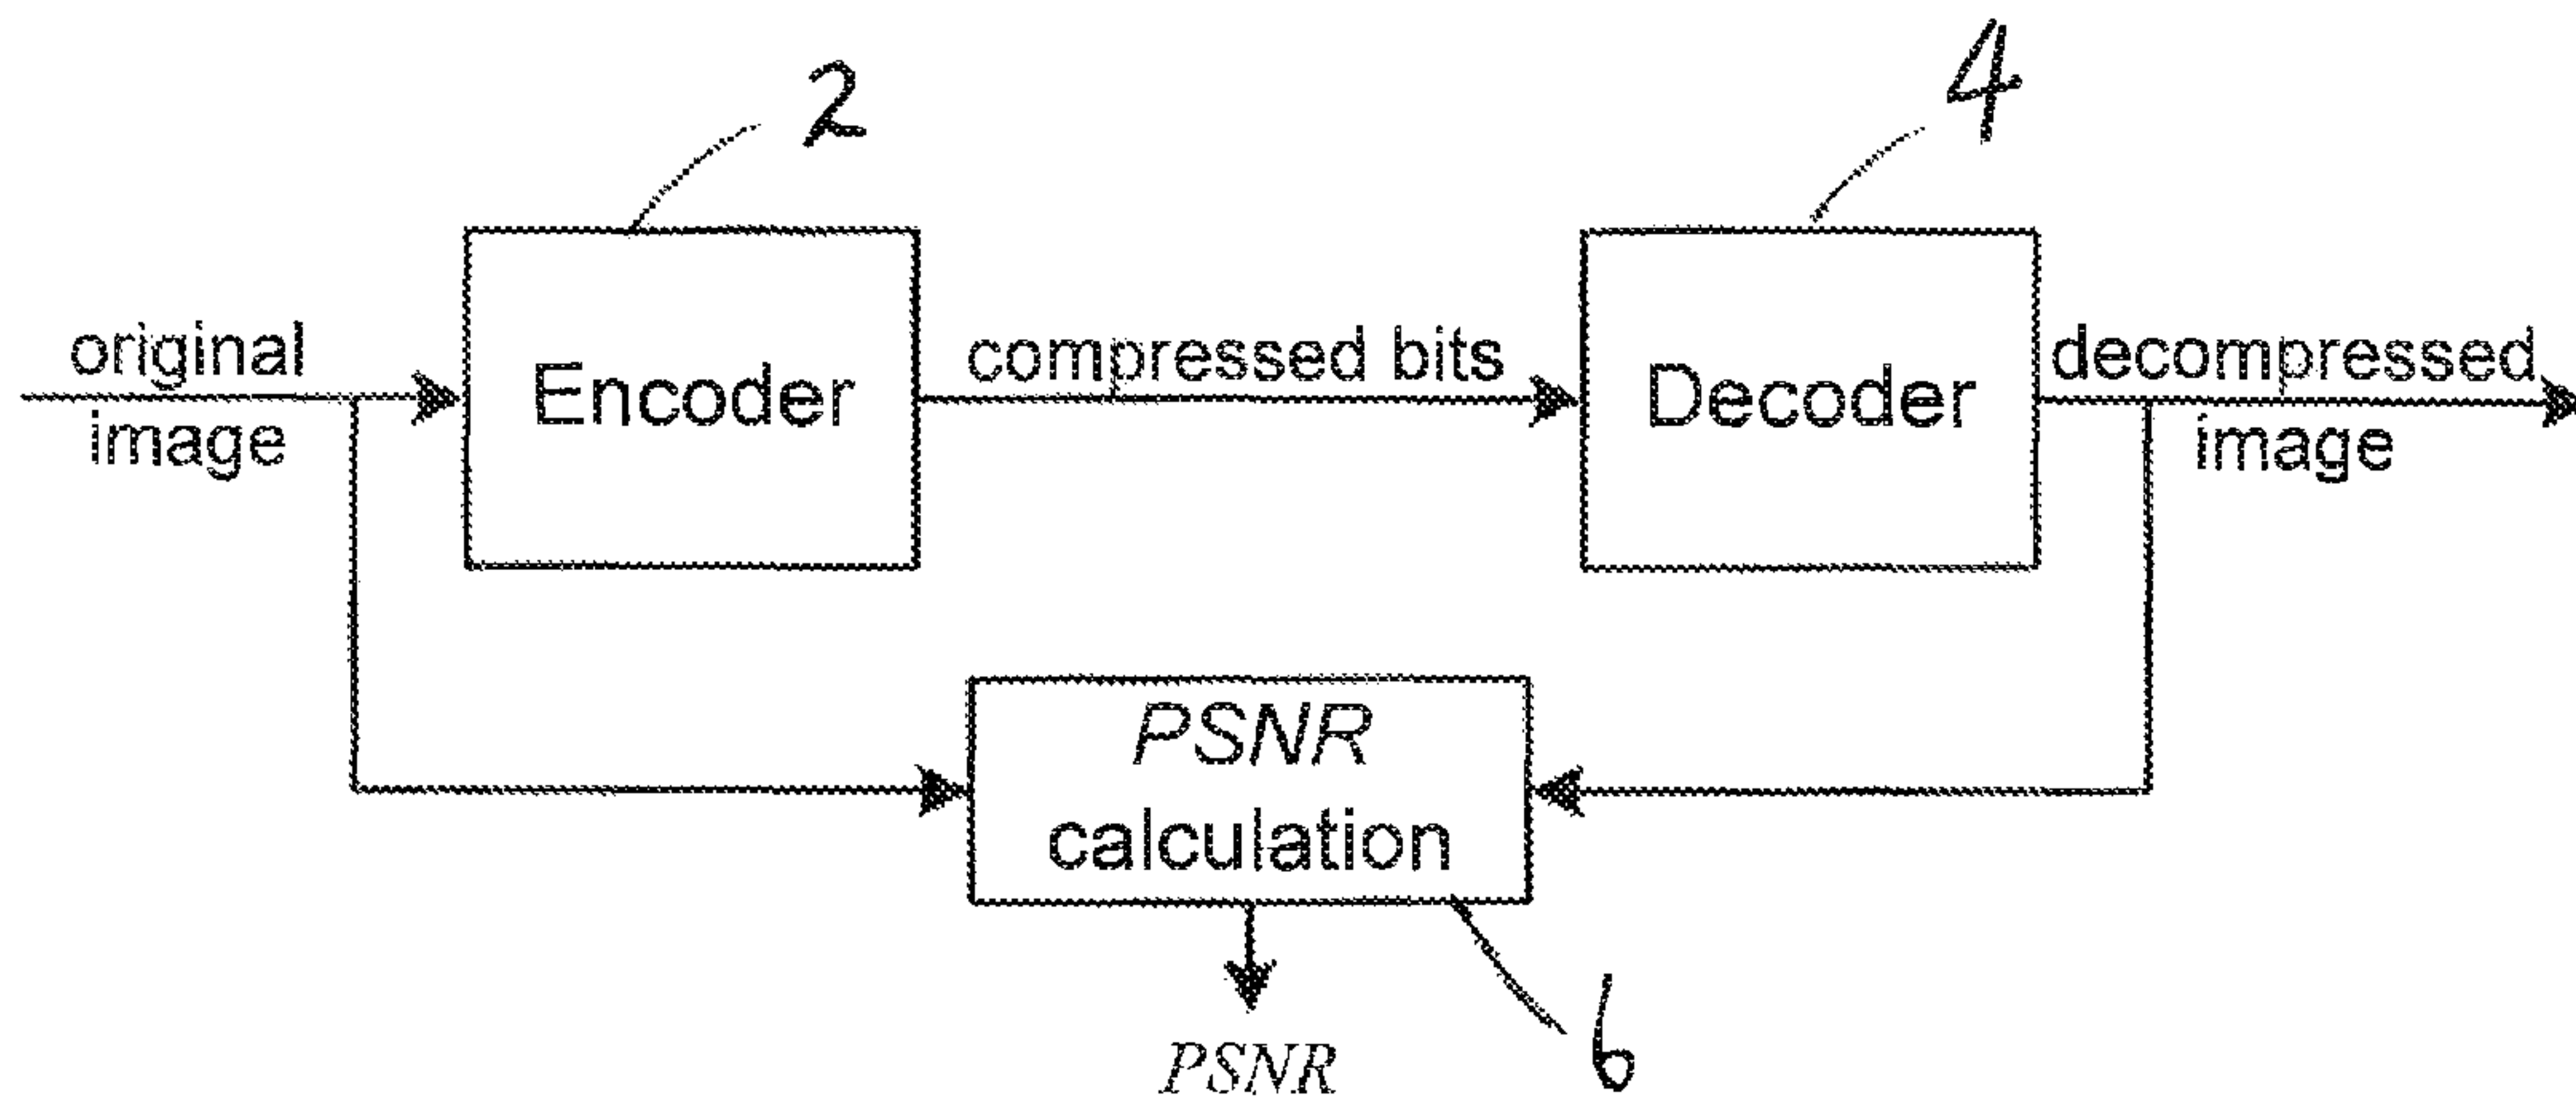 2
4
original
image
Encoder
compressed bits
Decoder
decompressed
image
PSNR
calculation
PSNR
6